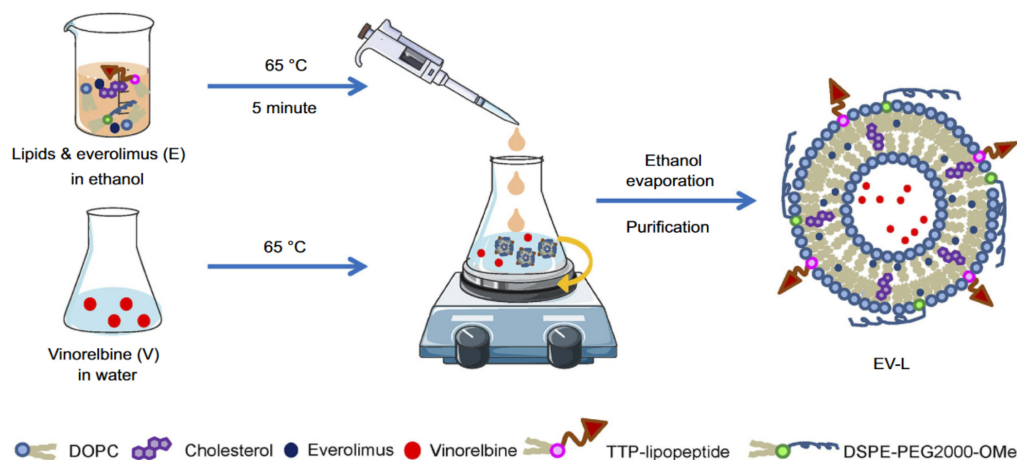 65 °C
5 minute
Lipids & everolimus (E)
in ethanol
Ethanol
evaporation
Purification
65 °C
Vinorelbine (V)
in water
EV-L
DOPC
Cholesterol
Everolimus
Vinorelbine
TTP-lipopeptide
DSPE-PEG2000-OMe